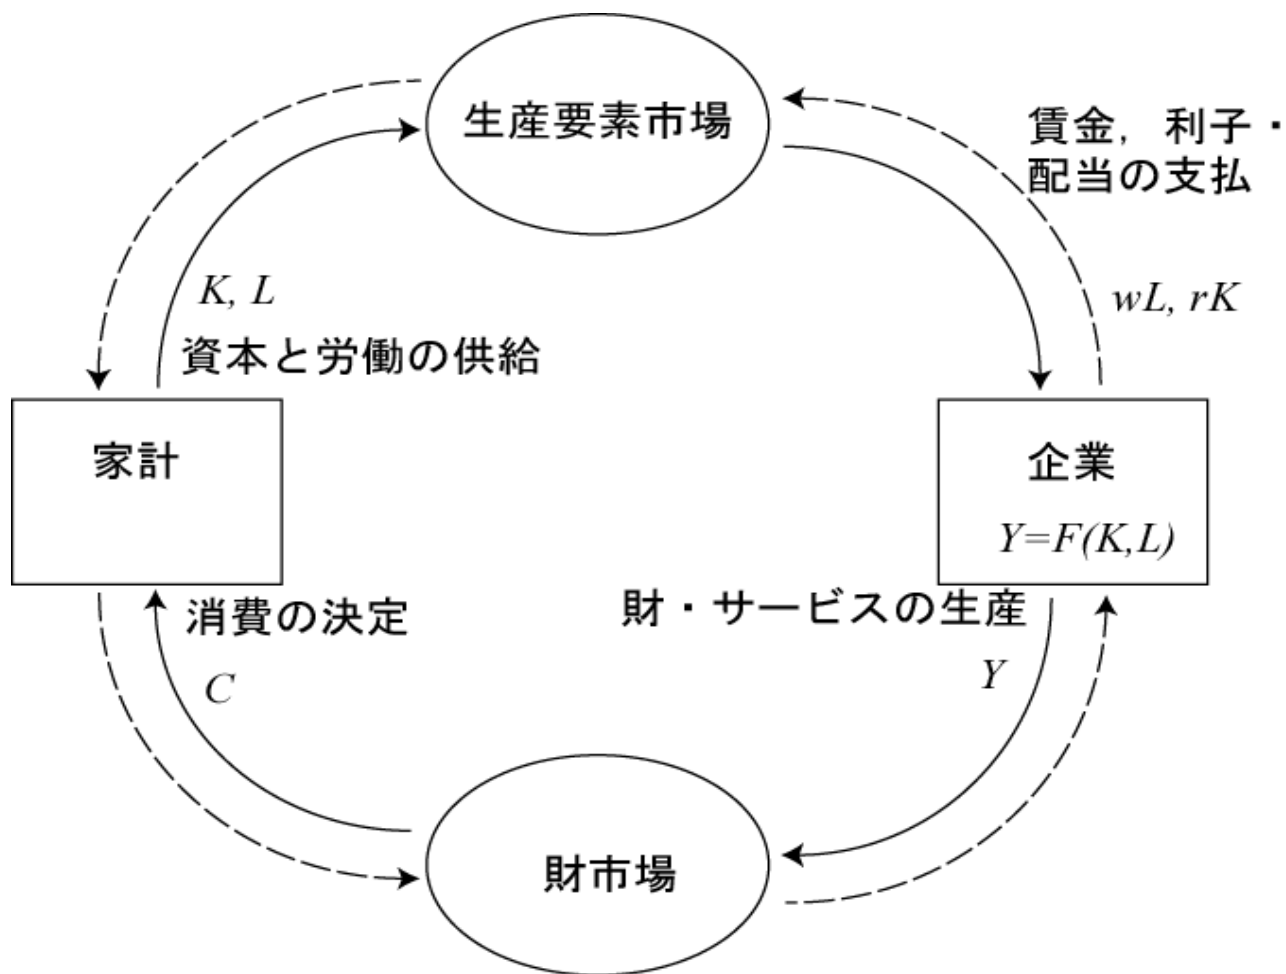 生産要素市場
賃金, 利子・
配当の支払
K, L
wL, rK
資本と労働の供給
家計
企業
Y=F(K,L)
消費の決定
財・サービスの生産
C
Y
財市場